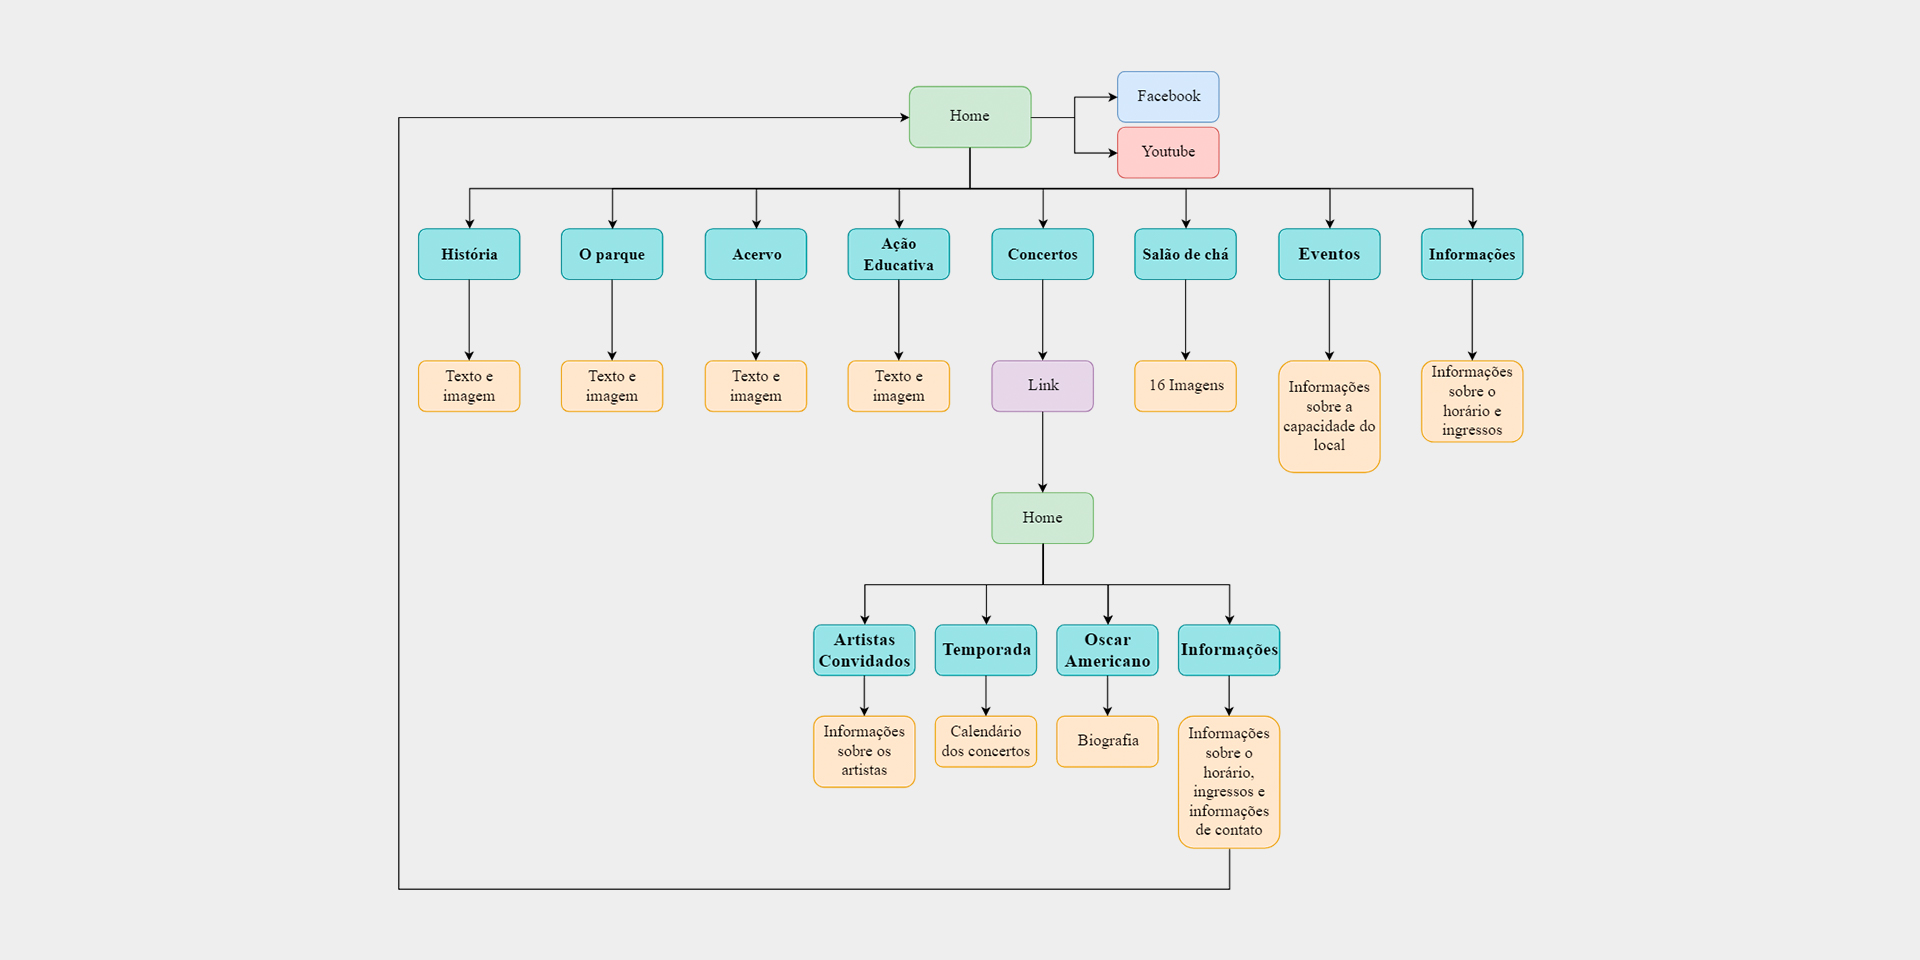 Home
Facebook
Youtube
História
O parque
Acervo
Ação
Educativa
Concertos
Salão de chá
Eventos
Informações
Texto e
imagem
Texto e
imagem
Texto e
imagem
Texto e
imagem
Link
16 Imagens
Informações
sobre a
capacidade do
local
Informações
sobre o
horário e
ingressos
Home
Artistas
Convidados
Temporada
Oscar
Americano
Informações
Informações
sobre os
artistas
Calendário
dos concertos
Biografia
Informações
sobre o
horário,
ingressos e
informações
de contato